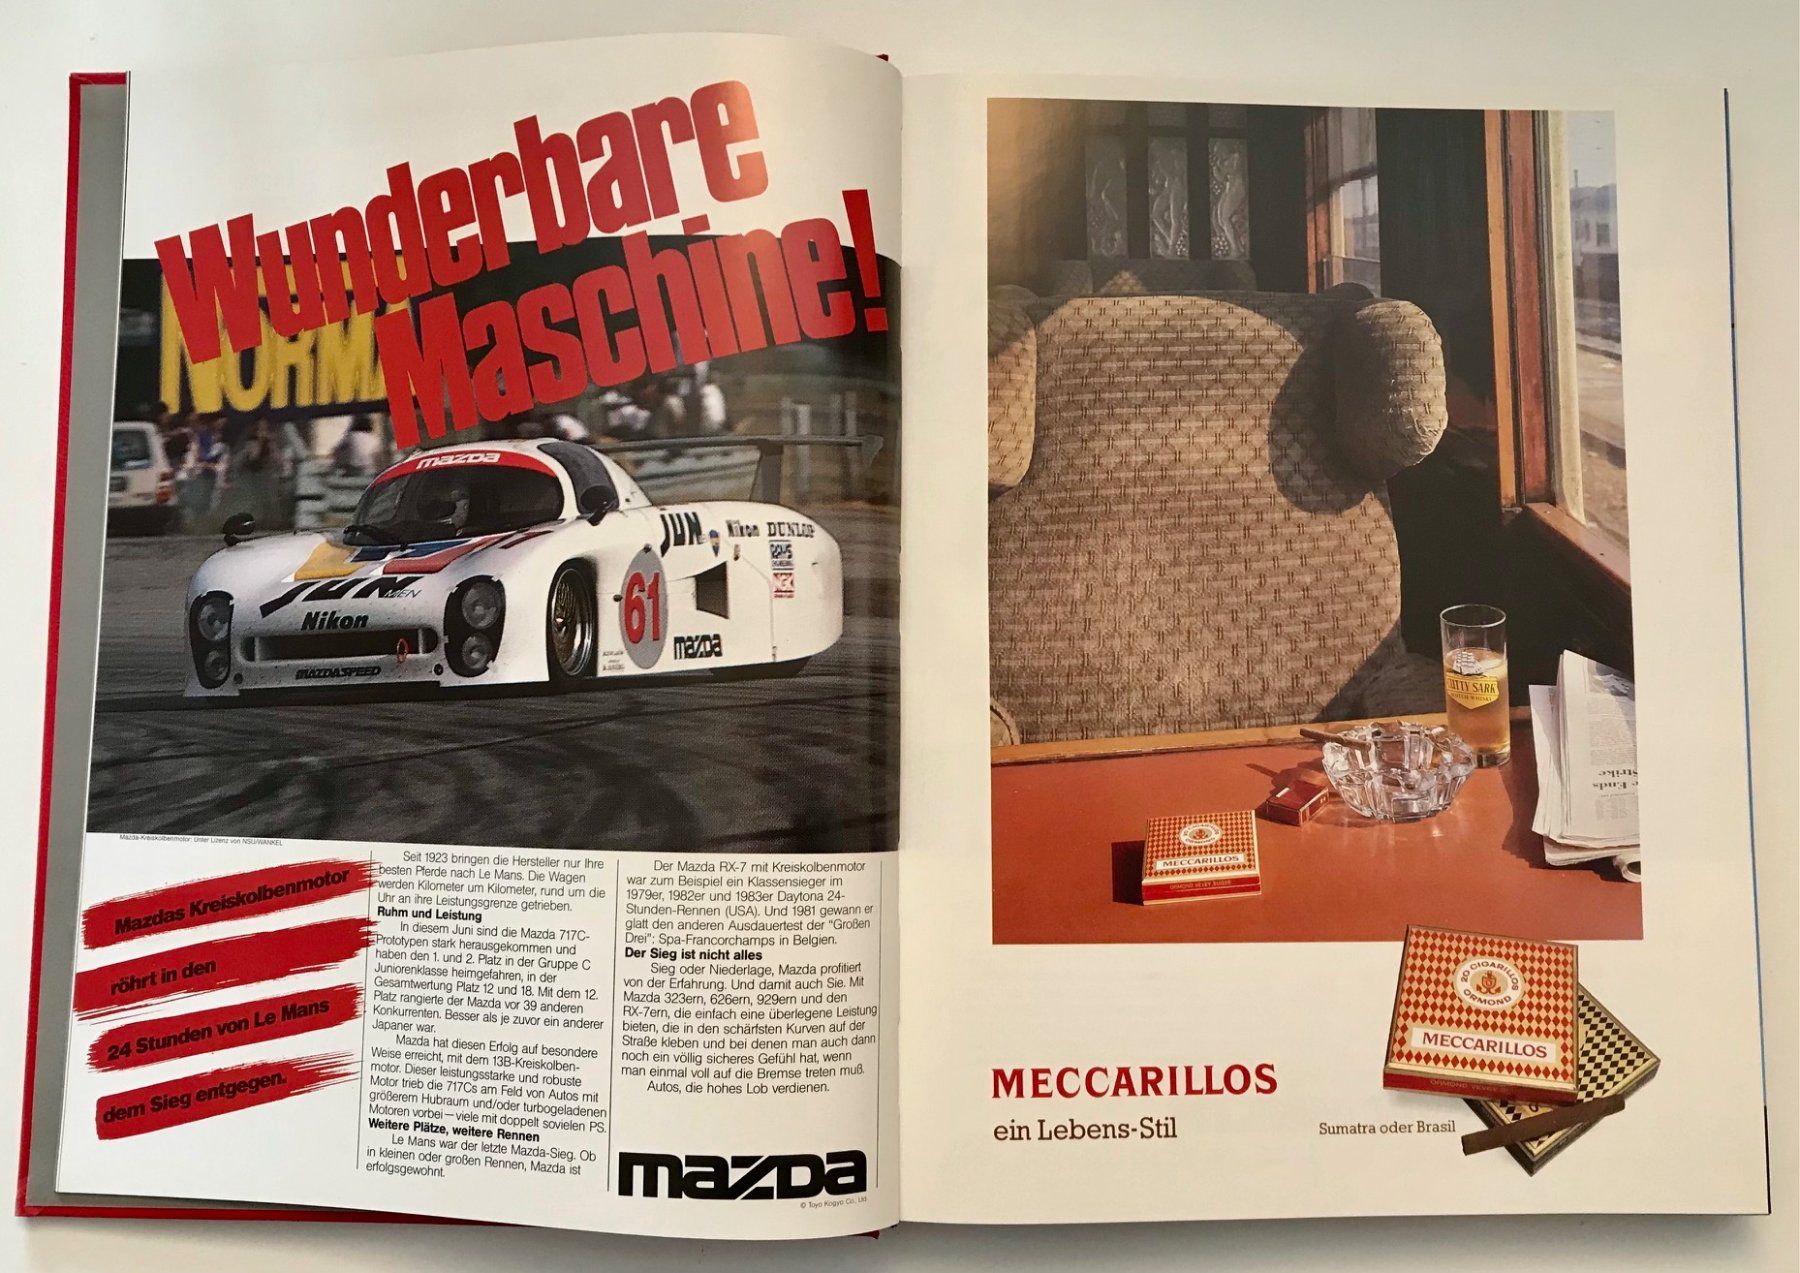 Wunderbare
Maschine!
NORMA
mazda
JUN
MEN
Nikon
MAZDASPEED
61
mazda
JUN
Nikon
DUNLOP
RAYS
NGK
Mazda-Kreiskolbenmotor: Unter Lizenz von NSU/WANKEL
Mazdas Kreiskolbenmotor
röhrt in den
24 Stunden von Le Mans
dem Sieg entgegen.
Seit 1923 bringen die Hersteller nur Ihre
besten Pferde nach Le Mans. Die Wagen
werden Kilometer um Kilometer, rund um die
Uhr an ihre Leistungsgrenze getrieben.
Ruhm und Leistung
In diesem Juni sind die Mazda 717C-
Prototypen stark herausgekommen und
haben den 1. und 2. Platz in der Gruppe C
Juniorenklasse heimgefahren, in der
Gesamtwertung Platz 12 und 18. Mit dem 12.
Platz rangierte der Mazda vor 39 anderen
Konkurrenten. Besser als je zuvor ein anderer
Japaner war.
Mazda hat diesen Erfolg auf besondere
Weise erreicht, mit dem 13B-Kreiskolben-
motor. Dieser leistungsstarke und robuste
Motor trieb die 717Cs am Feld von Autos mit
größerem Hubraum und/oder turbogeladenen
Motoren vorbei — viele mit doppelt sovielen PS.
Weitere Plätze, weitere Rennen
Le Mans war der letzte Mazda-Sieg. Ob
in kleinen oder großen Rennen, Mazda ist
erfolgsgewohnt.
Der Mazda RX-7 mit Kreiskolbenmotor
war zum Beispiel ein Klassensieger im
1979er, 1982er und 1983er Daytona 24-
Stunden-Rennen (USA). Und 1981 gewann er
glatt den anderen Ausdauertest der "Großen
Drei": Spa-Francorchamps in Belgien.
Der Sieg ist nicht alles
Sieg oder Niederlage, Mazda profitiert
von der Erfahrung. Und damit auch Sie. Mit
Mazda 323ern, 626ern, 929ern und den
RX-7ern, die einfach eine überlegene Leistung
bieten, die in den schärfsten Kurven auf der
Straße kleben und bei denen man auch dann
noch ein völlig sicheres Gefühl hat, wenn
man einmal voll auf die Bremse treten muß.
Autos, die hohes Lob verdienen.
mazda
© Toyo Kogyo Co., Ltd.
CUTTY SARK
SCOTCH WHISKY
Strike
Ends
ORMOND
MECCARILLOS
ORMOND VEVEY SUISSE
20 CIGARILLOS
ORMOND
MECCARILLOS
ORMOND VEVEY
MECCARILLOS
ein Lebens-Stil
Sumatra oder Brasil